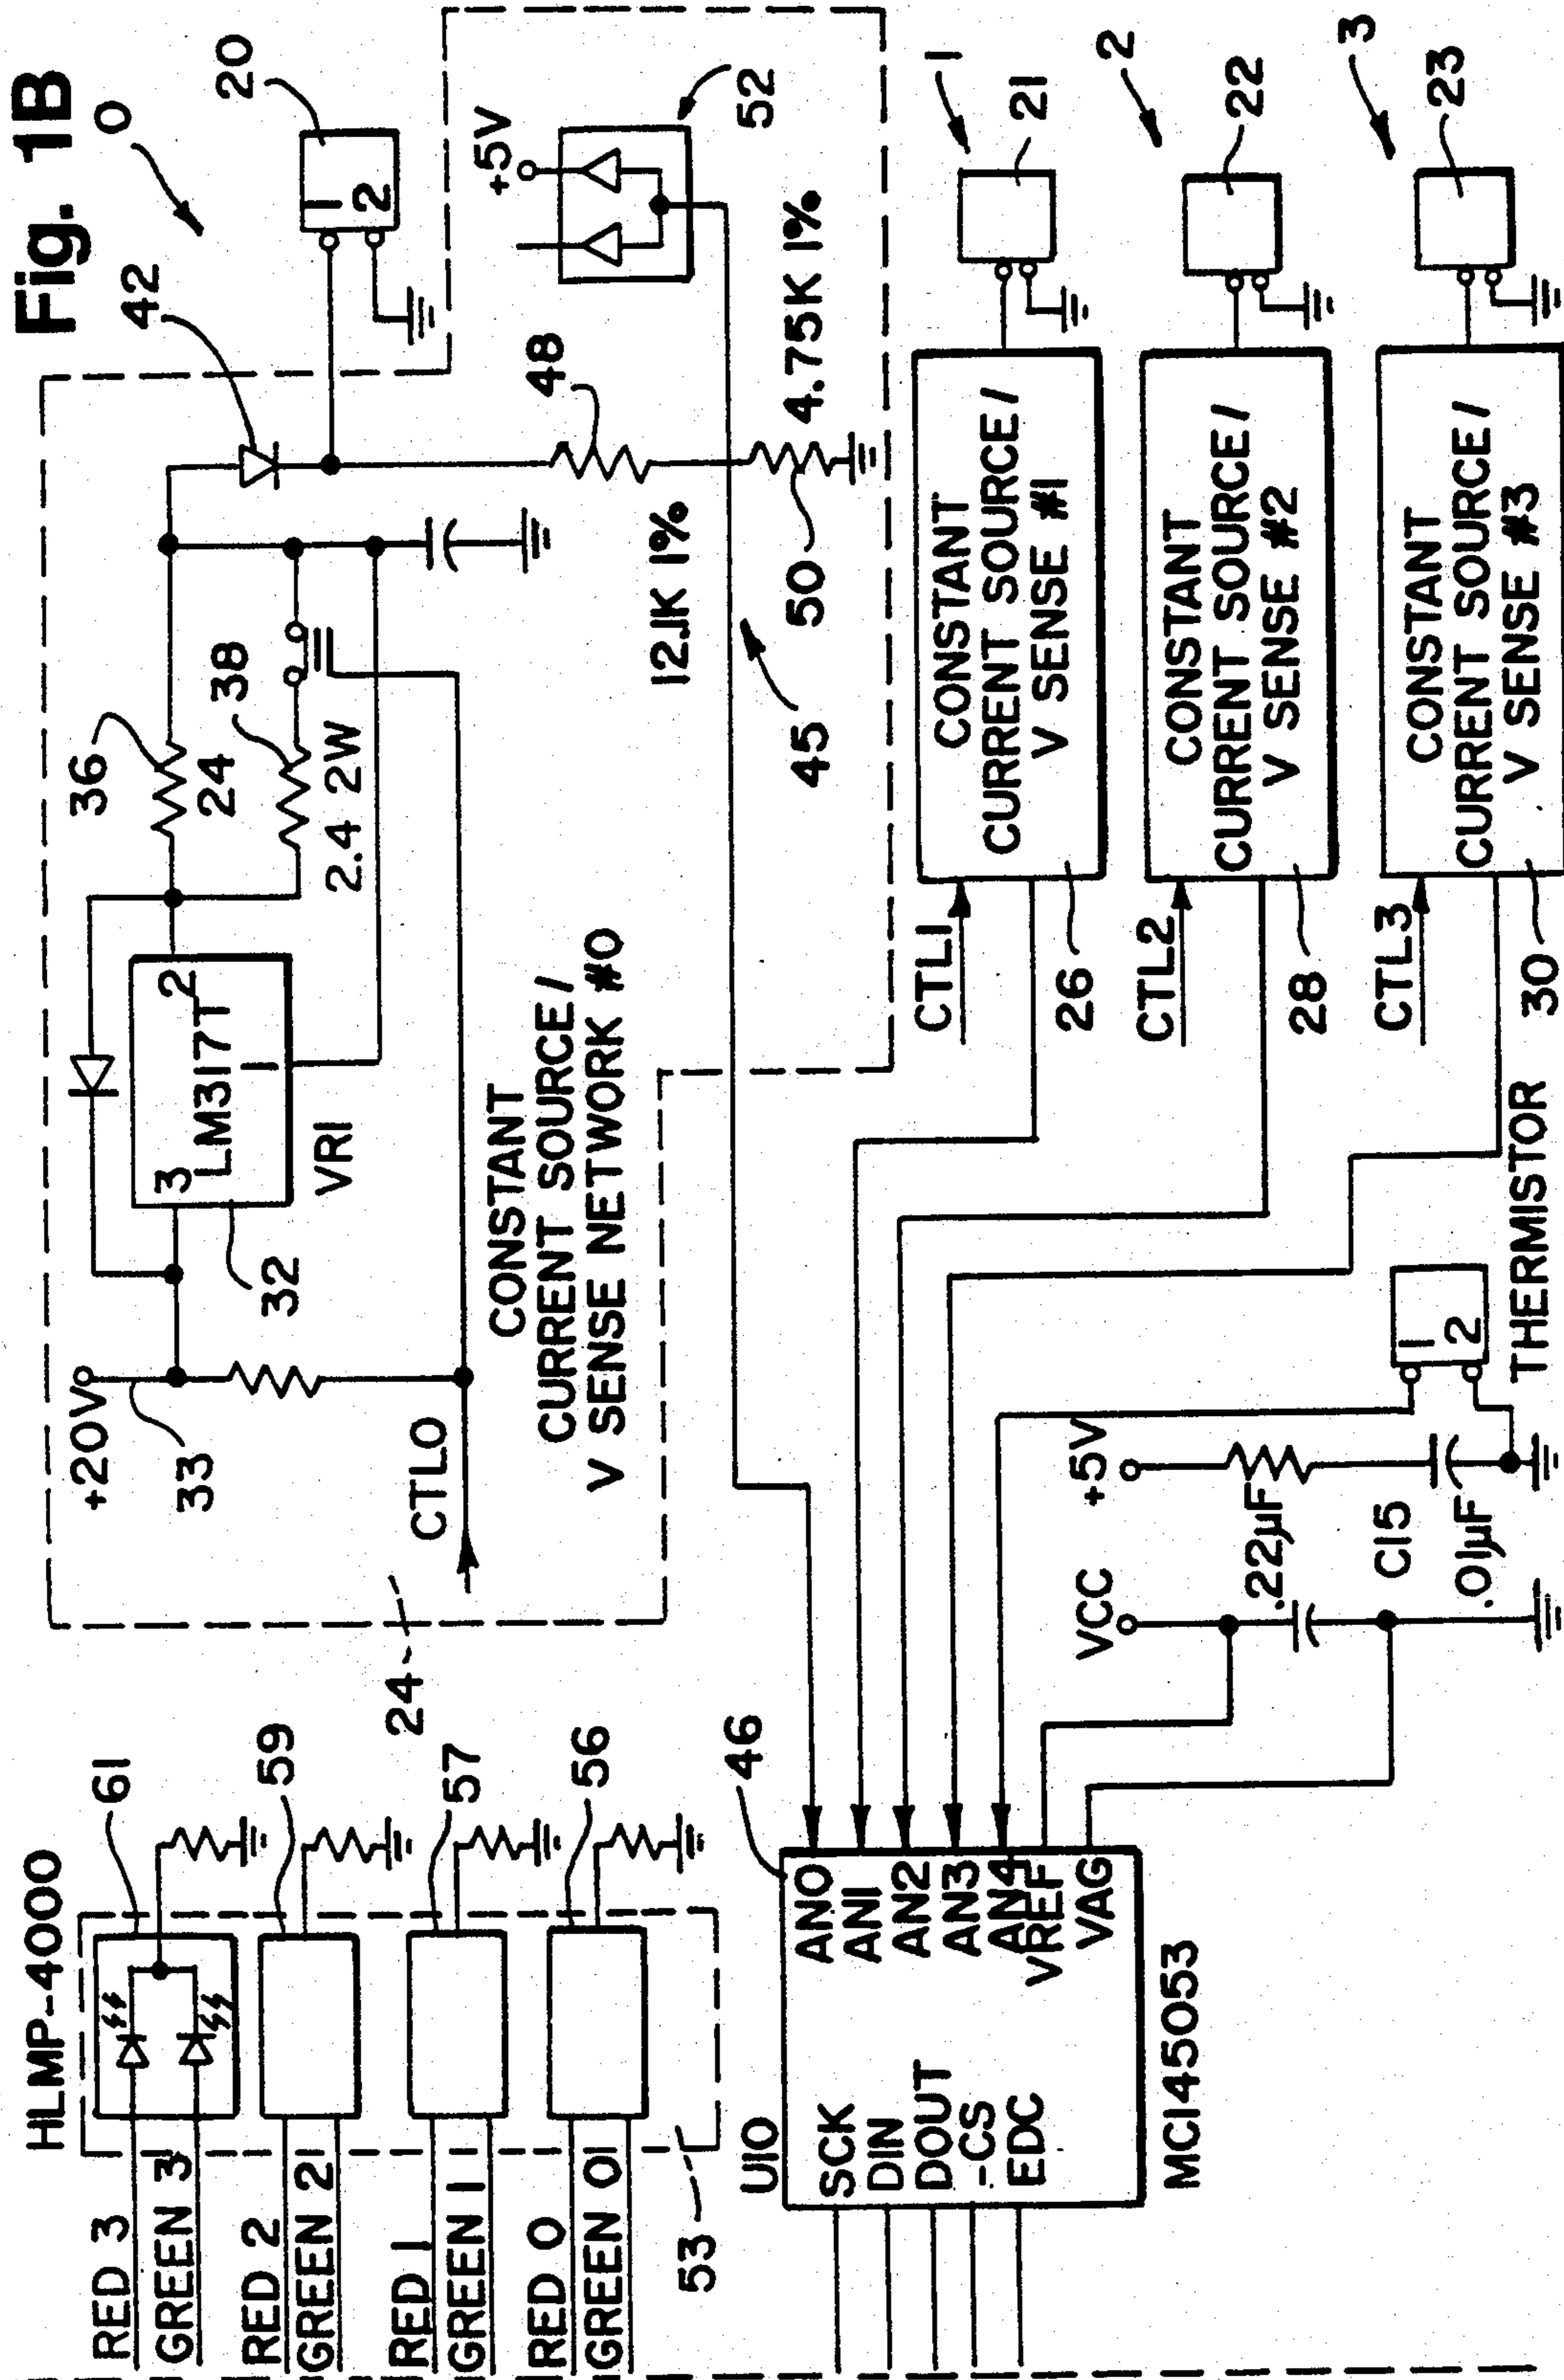 Fig. 1B
HLMP-4000
RED 3
GREEN 3
RED 2
GREEN 2
RED 1
GREEN 1
RED 0
GREEN 0
61
59
57
56
53
24
+20V
33
CTL0
32
3
LM317T
2
1
VR1
36
24
38
2.4 2W
42
0
20
1
2
CONSTANT
CURRENT SOURCE/
V SENSE NETWORK #0
48
12.1K 1%
4.75K 1%
50
45
+5V
52
U10
46
SCK
DIN
DOUT
-CS
EDC
AN0
AN1
AN2
AN3
AN4
VREF
VAG
MC145053
CTL1
CONSTANT
CURRENT SOURCE/
V SENSE #1
26
1
21
CTL2
CONSTANT
CURRENT SOURCE/
V SENSE #2
28
2
22
CTL3
CONSTANT
CURRENT SOURCE/
V SENSE #3
30
3
23
VCC
.22µF
+5V
C15
.01µF
1
2
THERMISTOR